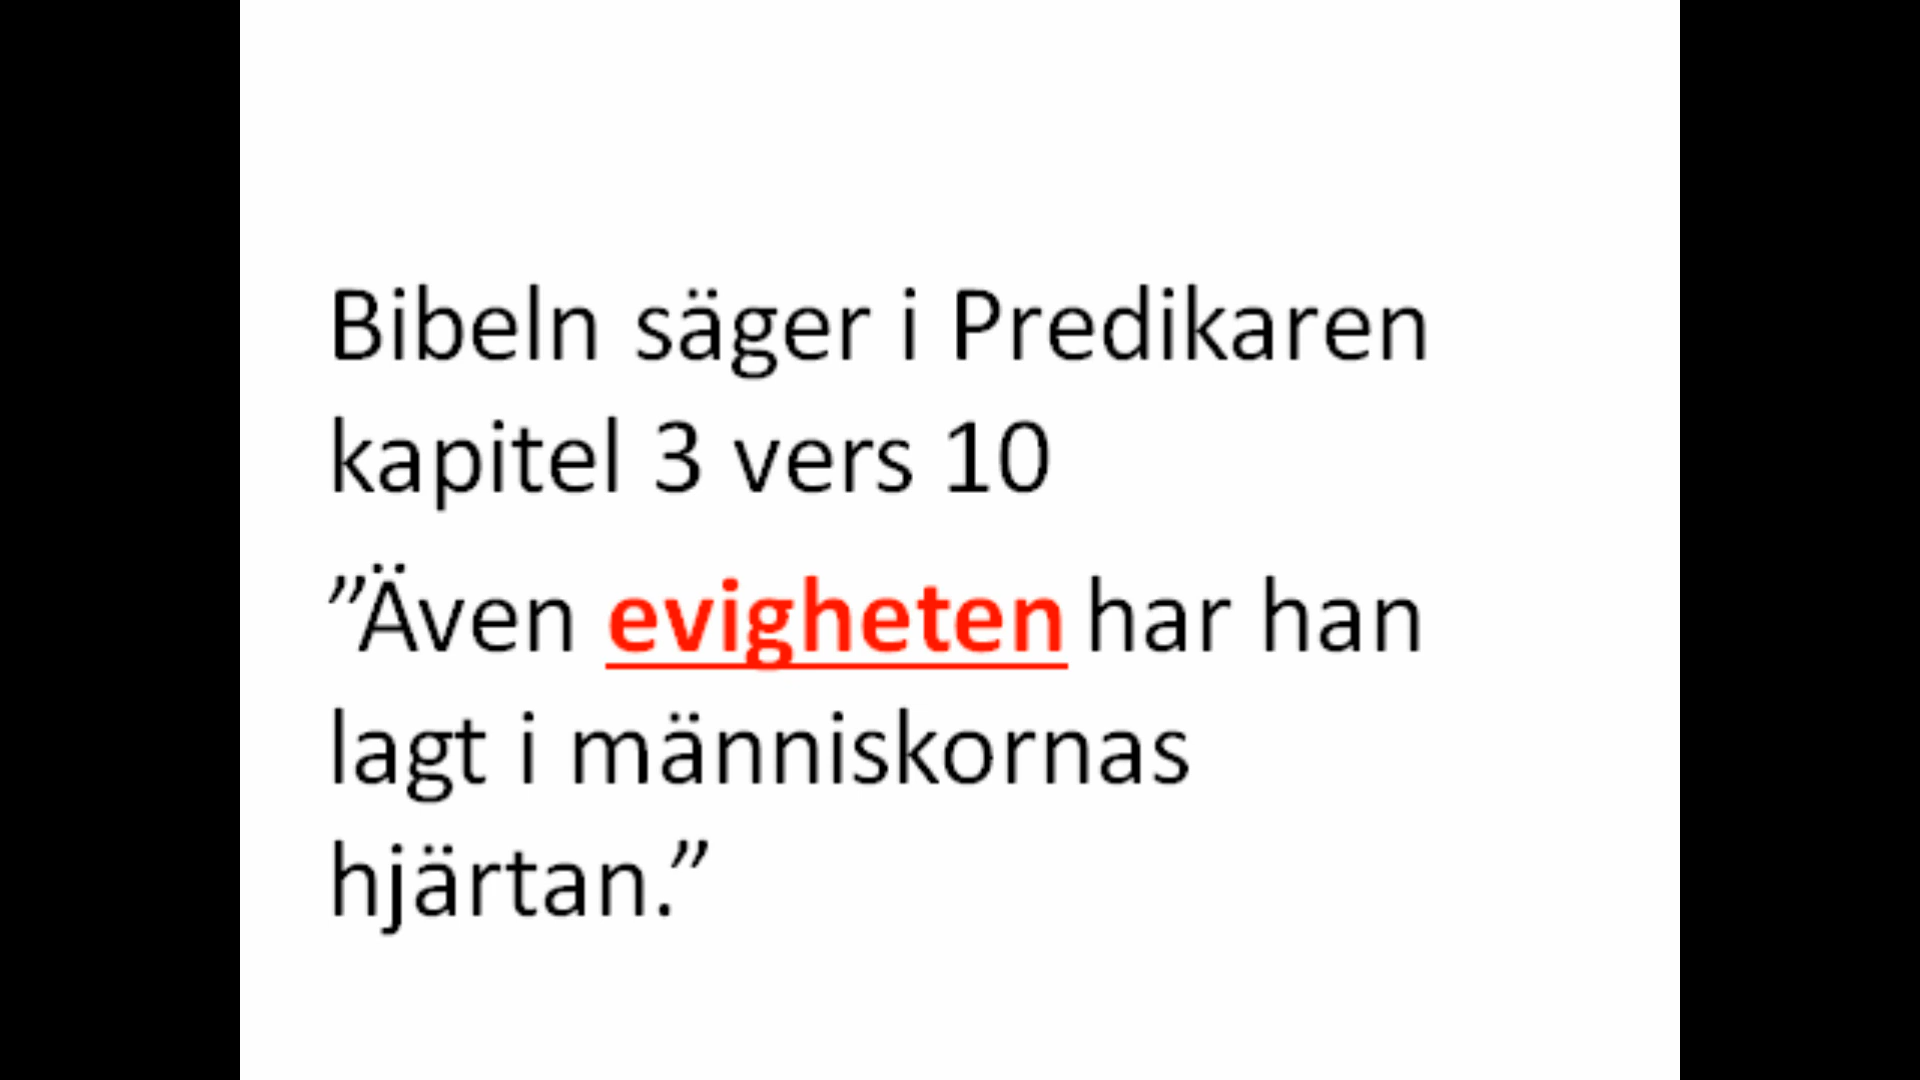 Bibeln säger i Predikaren
kapitel 3 vers 10
”Även evigheten har han
lagt i människornas
hjärtan.”